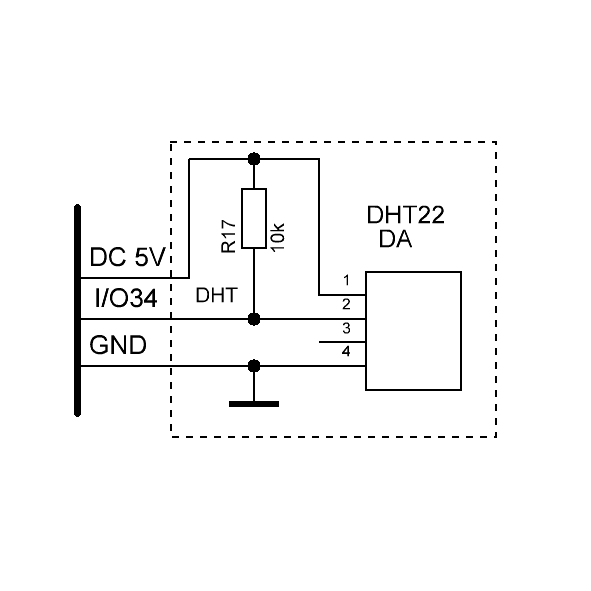 DHT22
DA
R17
10k
DC 5V
1
I/O34
DHT
2
3
GND
4